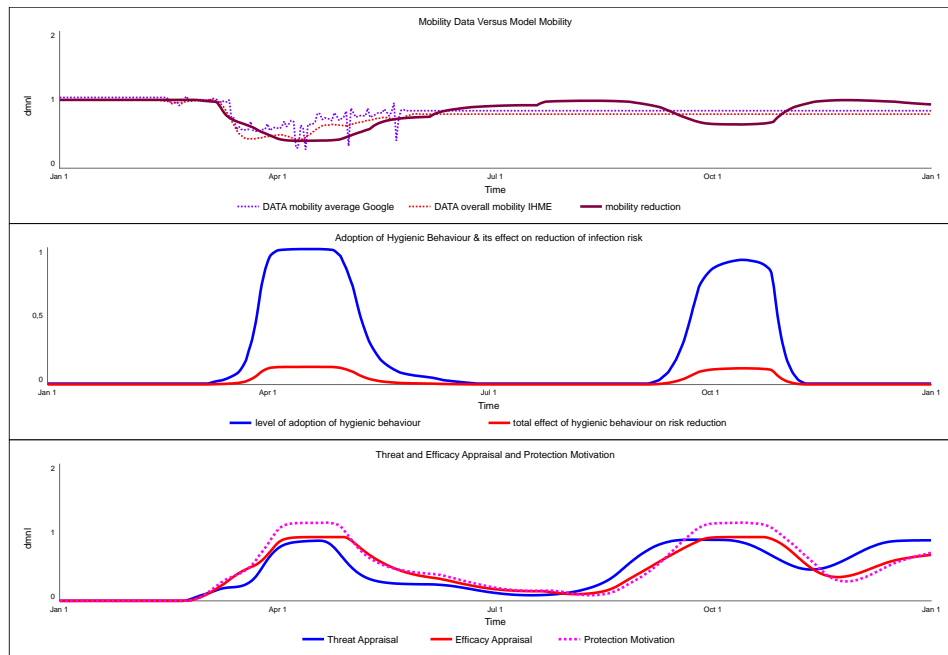 Mobility Data Versus Model Mobility
2
dmnl
1
0
Jan 1 Apr 1 Jul 1 Oct 1 Jan 1
Time
DATA mobility average Google DATA overall mobility IHME mobility reduction
Adoption of Hygienic Behaviour & its effect on reduction of infection risk
1
0,5
0
Jan 1 Apr 1 Jul 1 Oct 1 Jan 1
Time
level of adoption of hygienic behaviour total effect of hygienic behaviour on risk reduction
Threat and Efficacy Appraisal and Protection Motivation
2
dmnl
1
0
Jan 1 Apr 1 Jul 1 Oct 1 Jan 1
Time
Threat Appraisal Efficacy Appraisal Protection Motivation